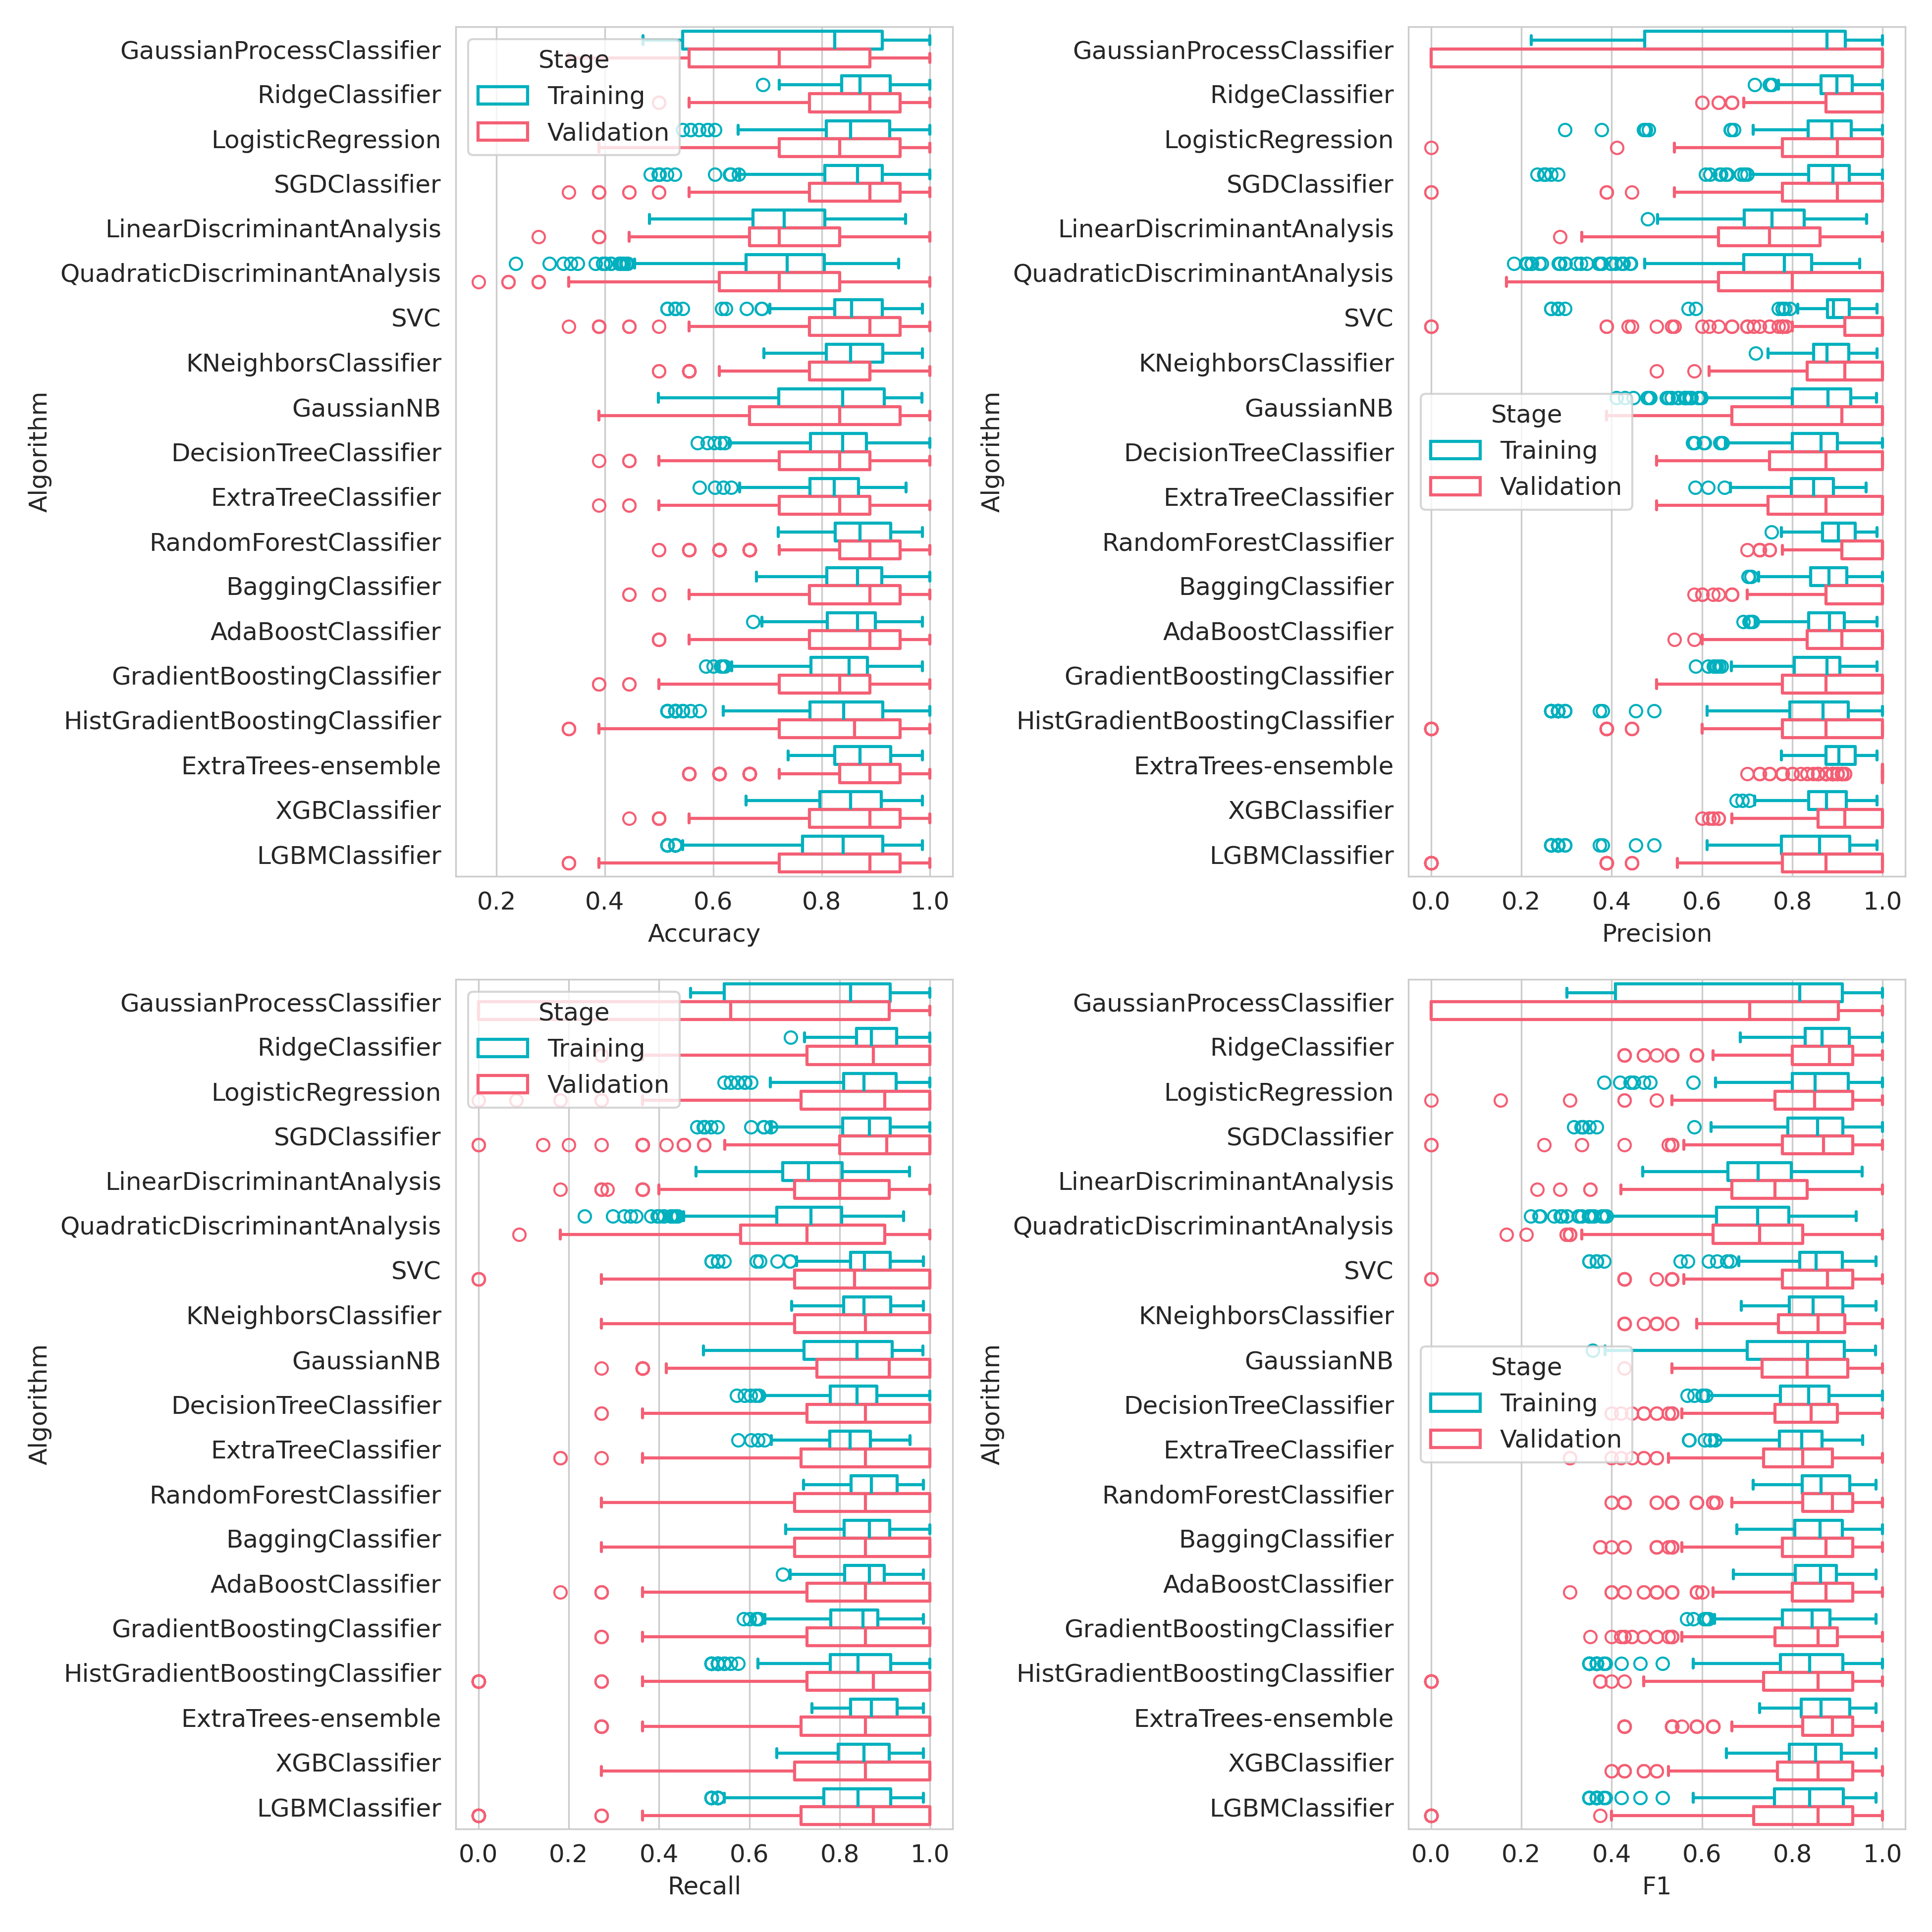 GaussianProcessClassifier
RidgeClassifier
LogisticRegression
SGDClassifier
LinearDiscriminantAnalysis
QuadraticDiscriminantAnalysis
SVC
KNeighborsClassifier
GaussianNB
DecisionTreeClassifier
ExtraTreeClassifier
RandomForestClassifier
BaggingClassifier
AdaBoostClassifier
GradientBoostingClassifier
HistGradientBoostingClassifier
ExtraTrees-ensemble
XGBClassifier
LGBMClassifier
Algorithm
Stage
Training
Validation
0.2 0.4 0.6 0.8 1.0
Accuracy
GaussianProcessClassifier
RidgeClassifier
LogisticRegression
SGDClassifier
LinearDiscriminantAnalysis
QuadraticDiscriminantAnalysis
SVC
KNeighborsClassifier
GaussianNB
DecisionTreeClassifier
ExtraTreeClassifier
RandomForestClassifier
BaggingClassifier
AdaBoostClassifier
GradientBoostingClassifier
HistGradientBoostingClassifier
ExtraTrees-ensemble
XGBClassifier
LGBMClassifier
Algorithm
Stage
Training
Validation
0.0 0.2 0.4 0.6 0.8 1.0
Precision
GaussianProcessClassifier
RidgeClassifier
LogisticRegression
SGDClassifier
LinearDiscriminantAnalysis
QuadraticDiscriminantAnalysis
SVC
KNeighborsClassifier
GaussianNB
DecisionTreeClassifier
ExtraTreeClassifier
RandomForestClassifier
BaggingClassifier
AdaBoostClassifier
GradientBoostingClassifier
HistGradientBoostingClassifier
ExtraTrees-ensemble
XGBClassifier
LGBMClassifier
Algorithm
Stage
Training
Validation
0.0 0.2 0.4 0.6 0.8 1.0
Recall
GaussianProcessClassifier
RidgeClassifier
LogisticRegression
SGDClassifier
LinearDiscriminantAnalysis
QuadraticDiscriminantAnalysis
SVC
KNeighborsClassifier
GaussianNB
DecisionTreeClassifier
ExtraTreeClassifier
RandomForestClassifier
BaggingClassifier
AdaBoostClassifier
GradientBoostingClassifier
HistGradientBoostingClassifier
ExtraTrees-ensemble
XGBClassifier
LGBMClassifier
Algorithm
Stage
Training
Validation
0.0 0.2 0.4 0.6 0.8 1.0
F1